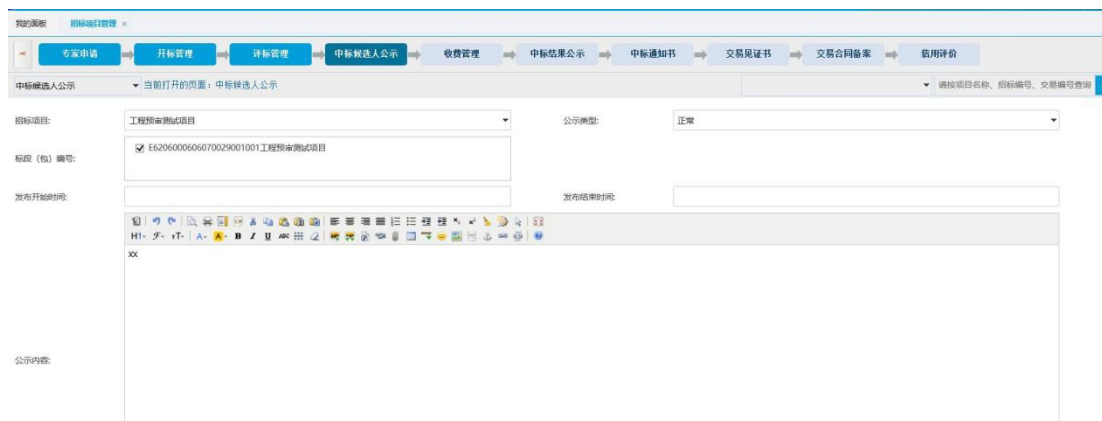 我的面板 招标项目管理 ×
< 专家申请 开标管理 评标管理 中标候选人公示 收费管理 中标结果公示 中标通知书 交易见证书 交易合同备案 信用评价
中标候选人公示 当前打开的页面：中标候选人公示 请按项目名称、招标编号、交易编号查询
招标项目: 工程预审测试项目 公示类型: 正常
标段（包）编号: E6206000606070029001001工程预审测试项目
发布开始时间: 发布结束时间:
H1- 𝓕- тT- A- A- B I U ABC
xx
公示内容: